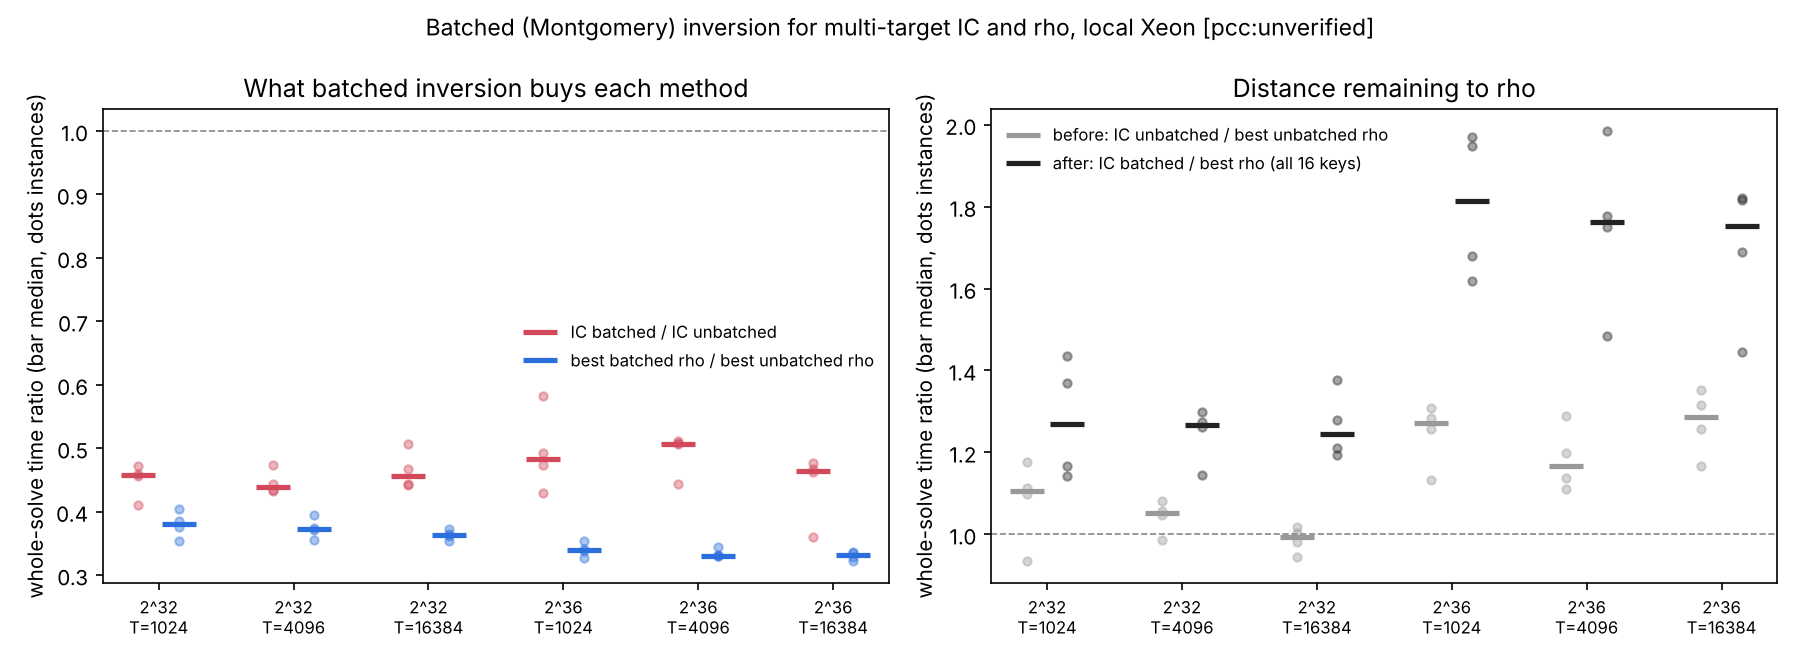 Batched (Montgomery) inversion for multi-target IC and rho, local Xeon [pcc:unverified]
What batched inversion buys each method
whole-solve time ratio (bar median, dots instances)
1.0
0.9
0.8
0.7
0.6
0.5
0.4
0.3
IC batched / IC unbatched
best batched rho / best unbatched rho
2^32
T=1024
2^32
T=4096
2^32
T=16384
2^36
T=1024
2^36
T=4096
2^36
T=16384
Distance remaining to rho
whole-solve time ratio (bar median, dots instances)
2.0
1.8
1.6
1.4
1.2
1.0
before: IC unbatched / best unbatched rho
after: IC batched / best rho (all 16 keys)
2^32
T=1024
2^32
T=4096
2^32
T=16384
2^36
T=1024
2^36
T=4096
2^36
T=16384